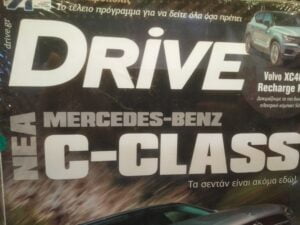 Το τέλειο πρόγραμμα για να δείτε όλα όσα πρέπει
drive.gr
DRIVE
Volvo XC40
Recharge
ΝΕΑ
MERCEDES-BENZ
C-CLASS
Τα σεντάν είναι ακόμα εδώ!